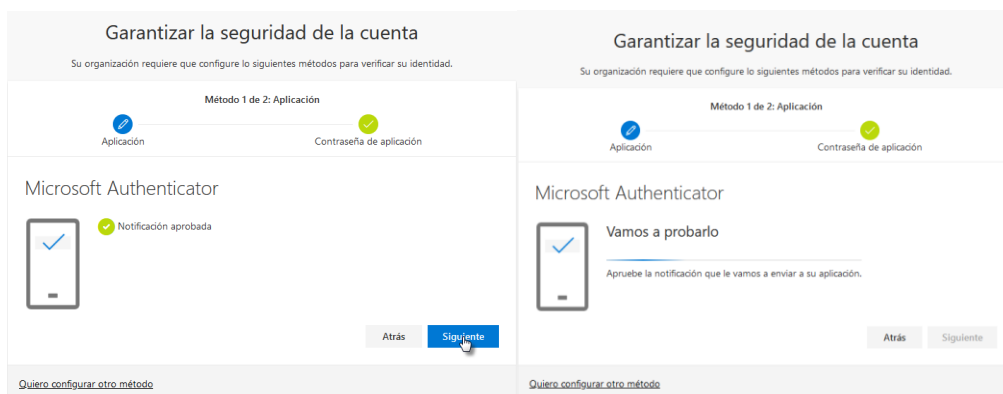 Garantizar la seguridad de la cuenta
Su organización requiere que configure lo siguientes métodos para verificar su identidad.
Método 1 de 2: Aplicación
Aplicación
Contraseña de aplicación
Microsoft Authenticator
Notificación aprobada
Atrás
Siguiente
Quiero configurar otro método
Garantizar la seguridad de la cuenta
Su organización requiere que configure lo siguientes métodos para verificar su identidad.
Método 1 de 2: Aplicación
Aplicación
Contraseña de aplicación
Microsoft Authenticator
Vamos a probarlo
Apruebe la notificación que le vamos a enviar a su aplicación.
Atrás
Siguiente
Quiero configurar otro método